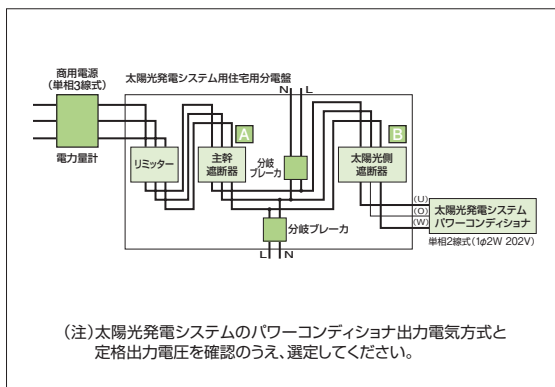 商用電源
(単相3線式)
太陽光発電システム用住宅用分電盤
N L
A
B
電力量計
リミッター
主幹
遮断器
分岐
ブレーカ
太陽光側
遮断器
分岐ブレーカ
L N
(U)
(O)
(W)
太陽光発電システム
パワーコンディショナ
単相2線式(1φ2W 202V)
(注)太陽光発電システムのパワーコンディショナ出力電気方式と
定格出力電圧を確認のうえ、選定してください。